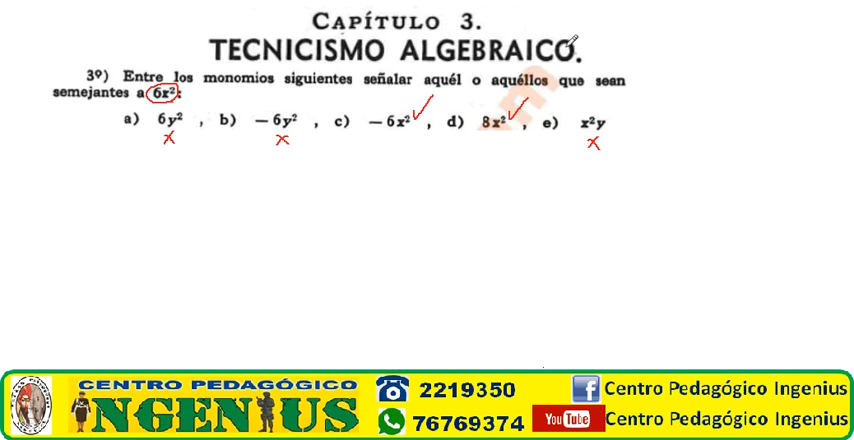 CAPÍTULO 3.
TECNICISMO ALGEBRAICO.
39) Entre los monomios siguientes señalar aquél o aquéllos que sean
semejantes a 6x²:
a) 6y² , b) — 6y² , c) — 6x² ✓ , d) 8x² ✓ , e) x²y
x x x
CENTRO PEDAGÓGICO
INGENIUS
2219350
76769374
f Centro Pedagógico Ingenius
YouTube Centro Pedagógico Ingenius